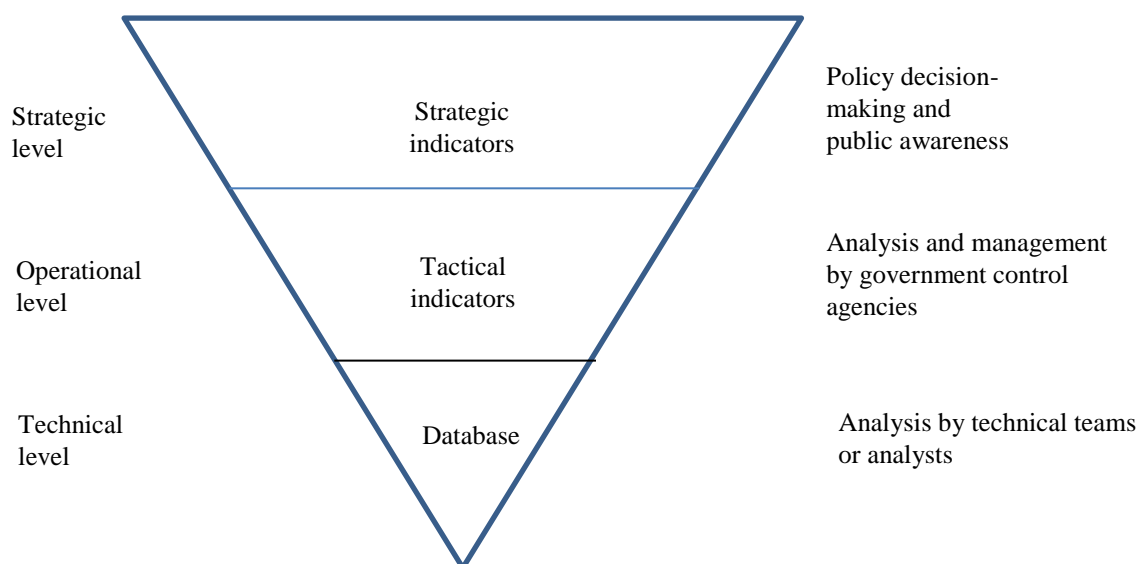 Strategic
level
Strategic
indicators
Policy decision-
making and
public awareness
Operational
level
Tactical
indicators
Analysis and management
by government control
agencies
Technical
level
Database
Analysis by technical teams
or analysts